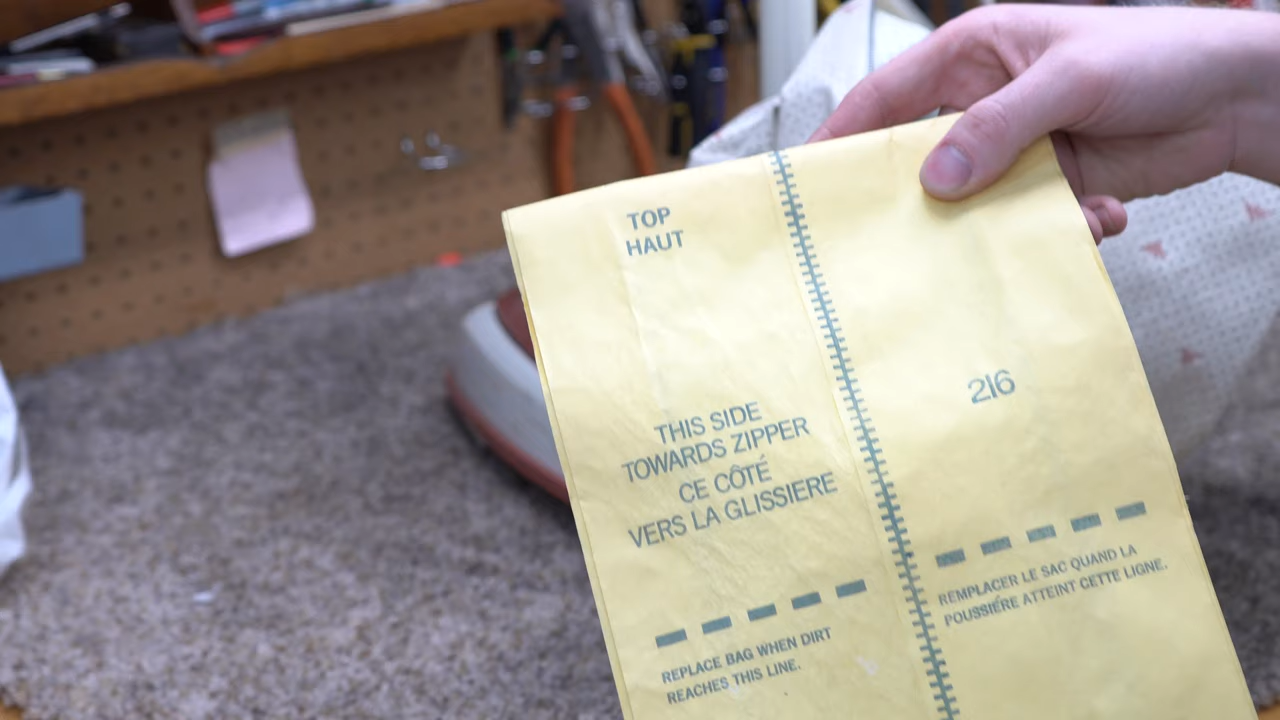 TOP
HAUT
216
THIS SIDE
TOWARDS ZIPPER
CE CÔTÉ
VERS LA GLISSIERE
REPLACE BAG WHEN DIRT
REACHES THIS LINE.
REMPLACER LE SAC QUAND LA
POUSSIÉRE ATTEINT CETTE LIGNE.